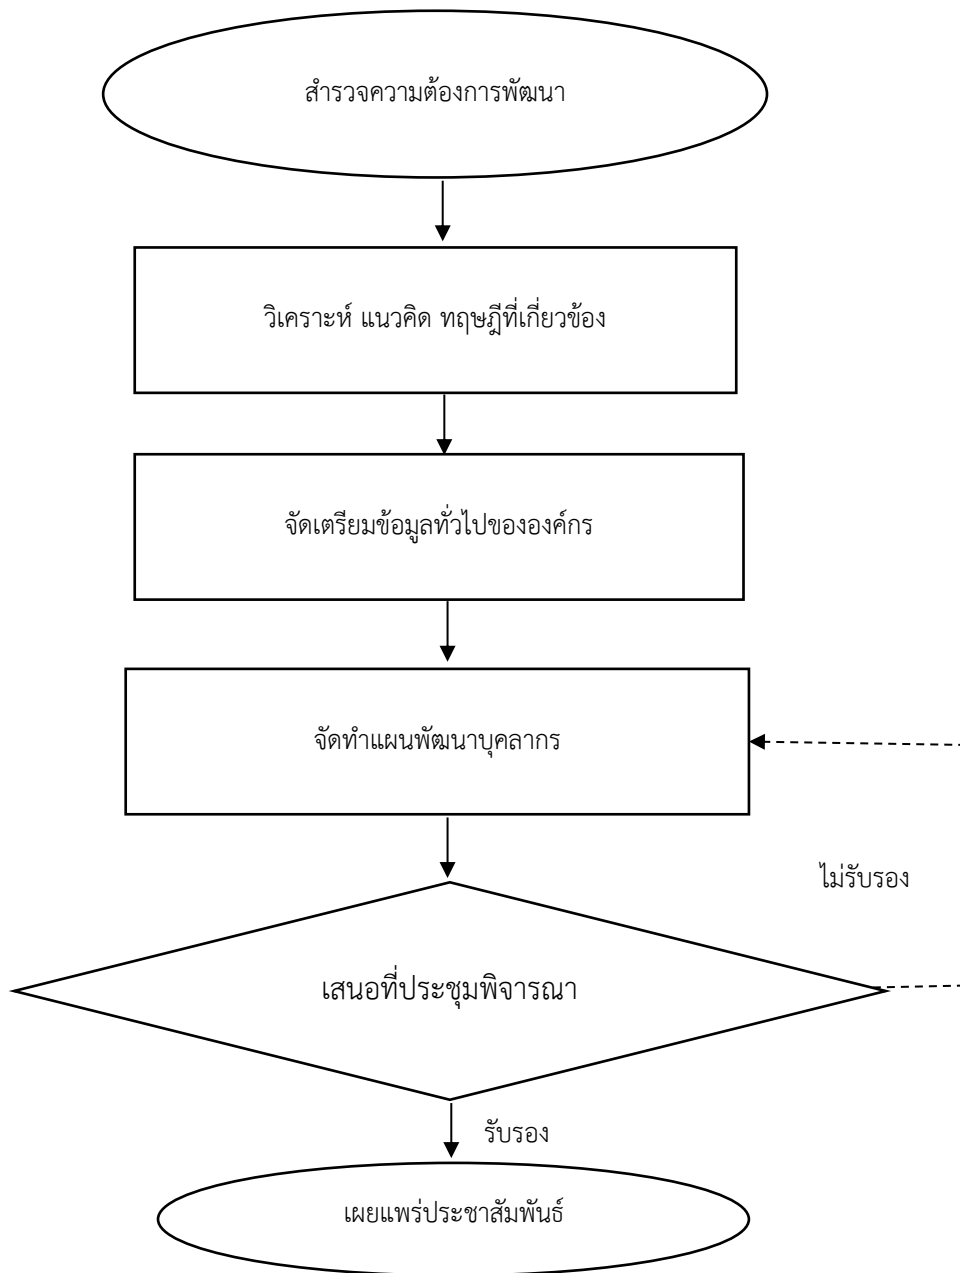 สำรวจความต้องการพัฒนา
วิเคราะห์ แนวคิด ทฤษฎีที่เกี่ยวข้อง
จัดเตรียมข้อมูลทั่วไปขององค์กร
จัดทำแผนพัฒนาบุคลากร
ไม่รับรอง
เสนอที่ประชุมพิจารณา
รับรอง
เผยแพร่ประชาสัมพันธ์